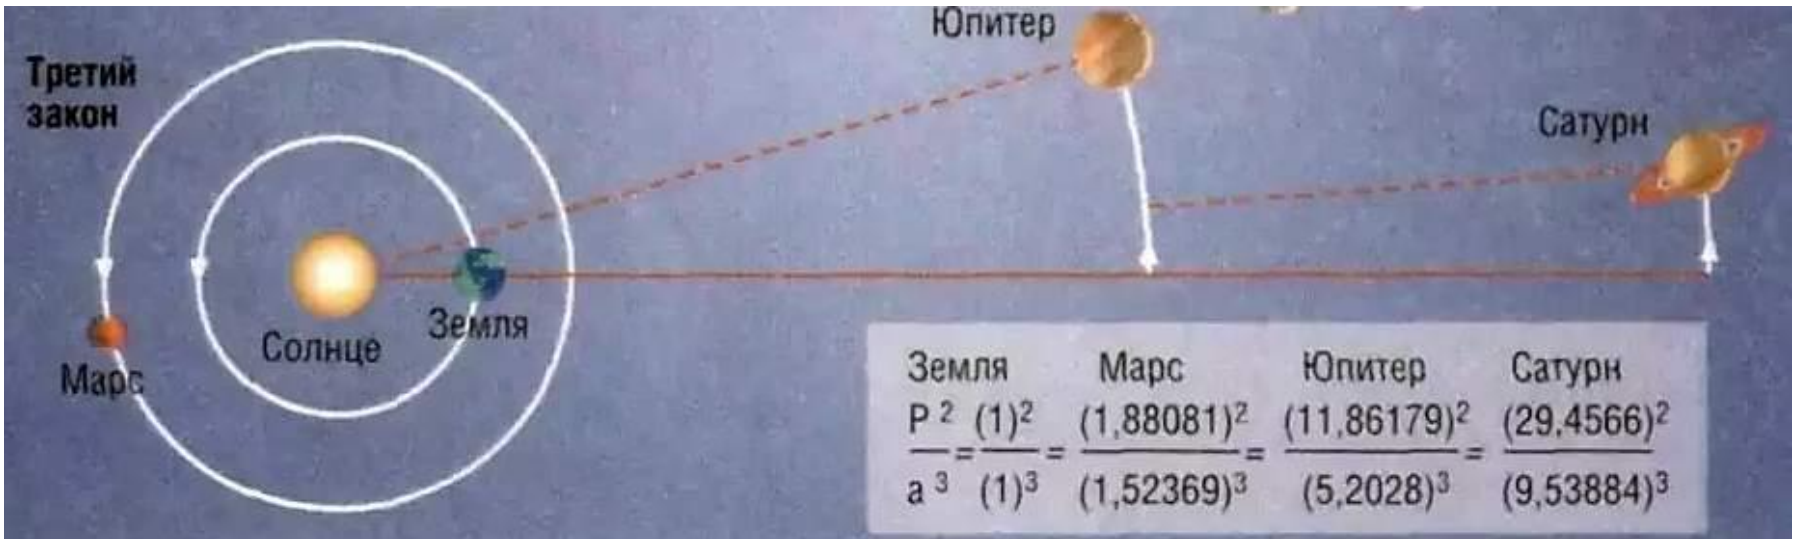 Третий
закон
Юпитер
Сатурн
Солнце
Земля
Марс
Земля Марс Юпитер Сатурн
P² (1)² (1,88081)² (11,86179)² (29,4566)²
— = — = — = — = —
a³ (1)³ (1,52369)³ (5,2028)³ (9,53884)³